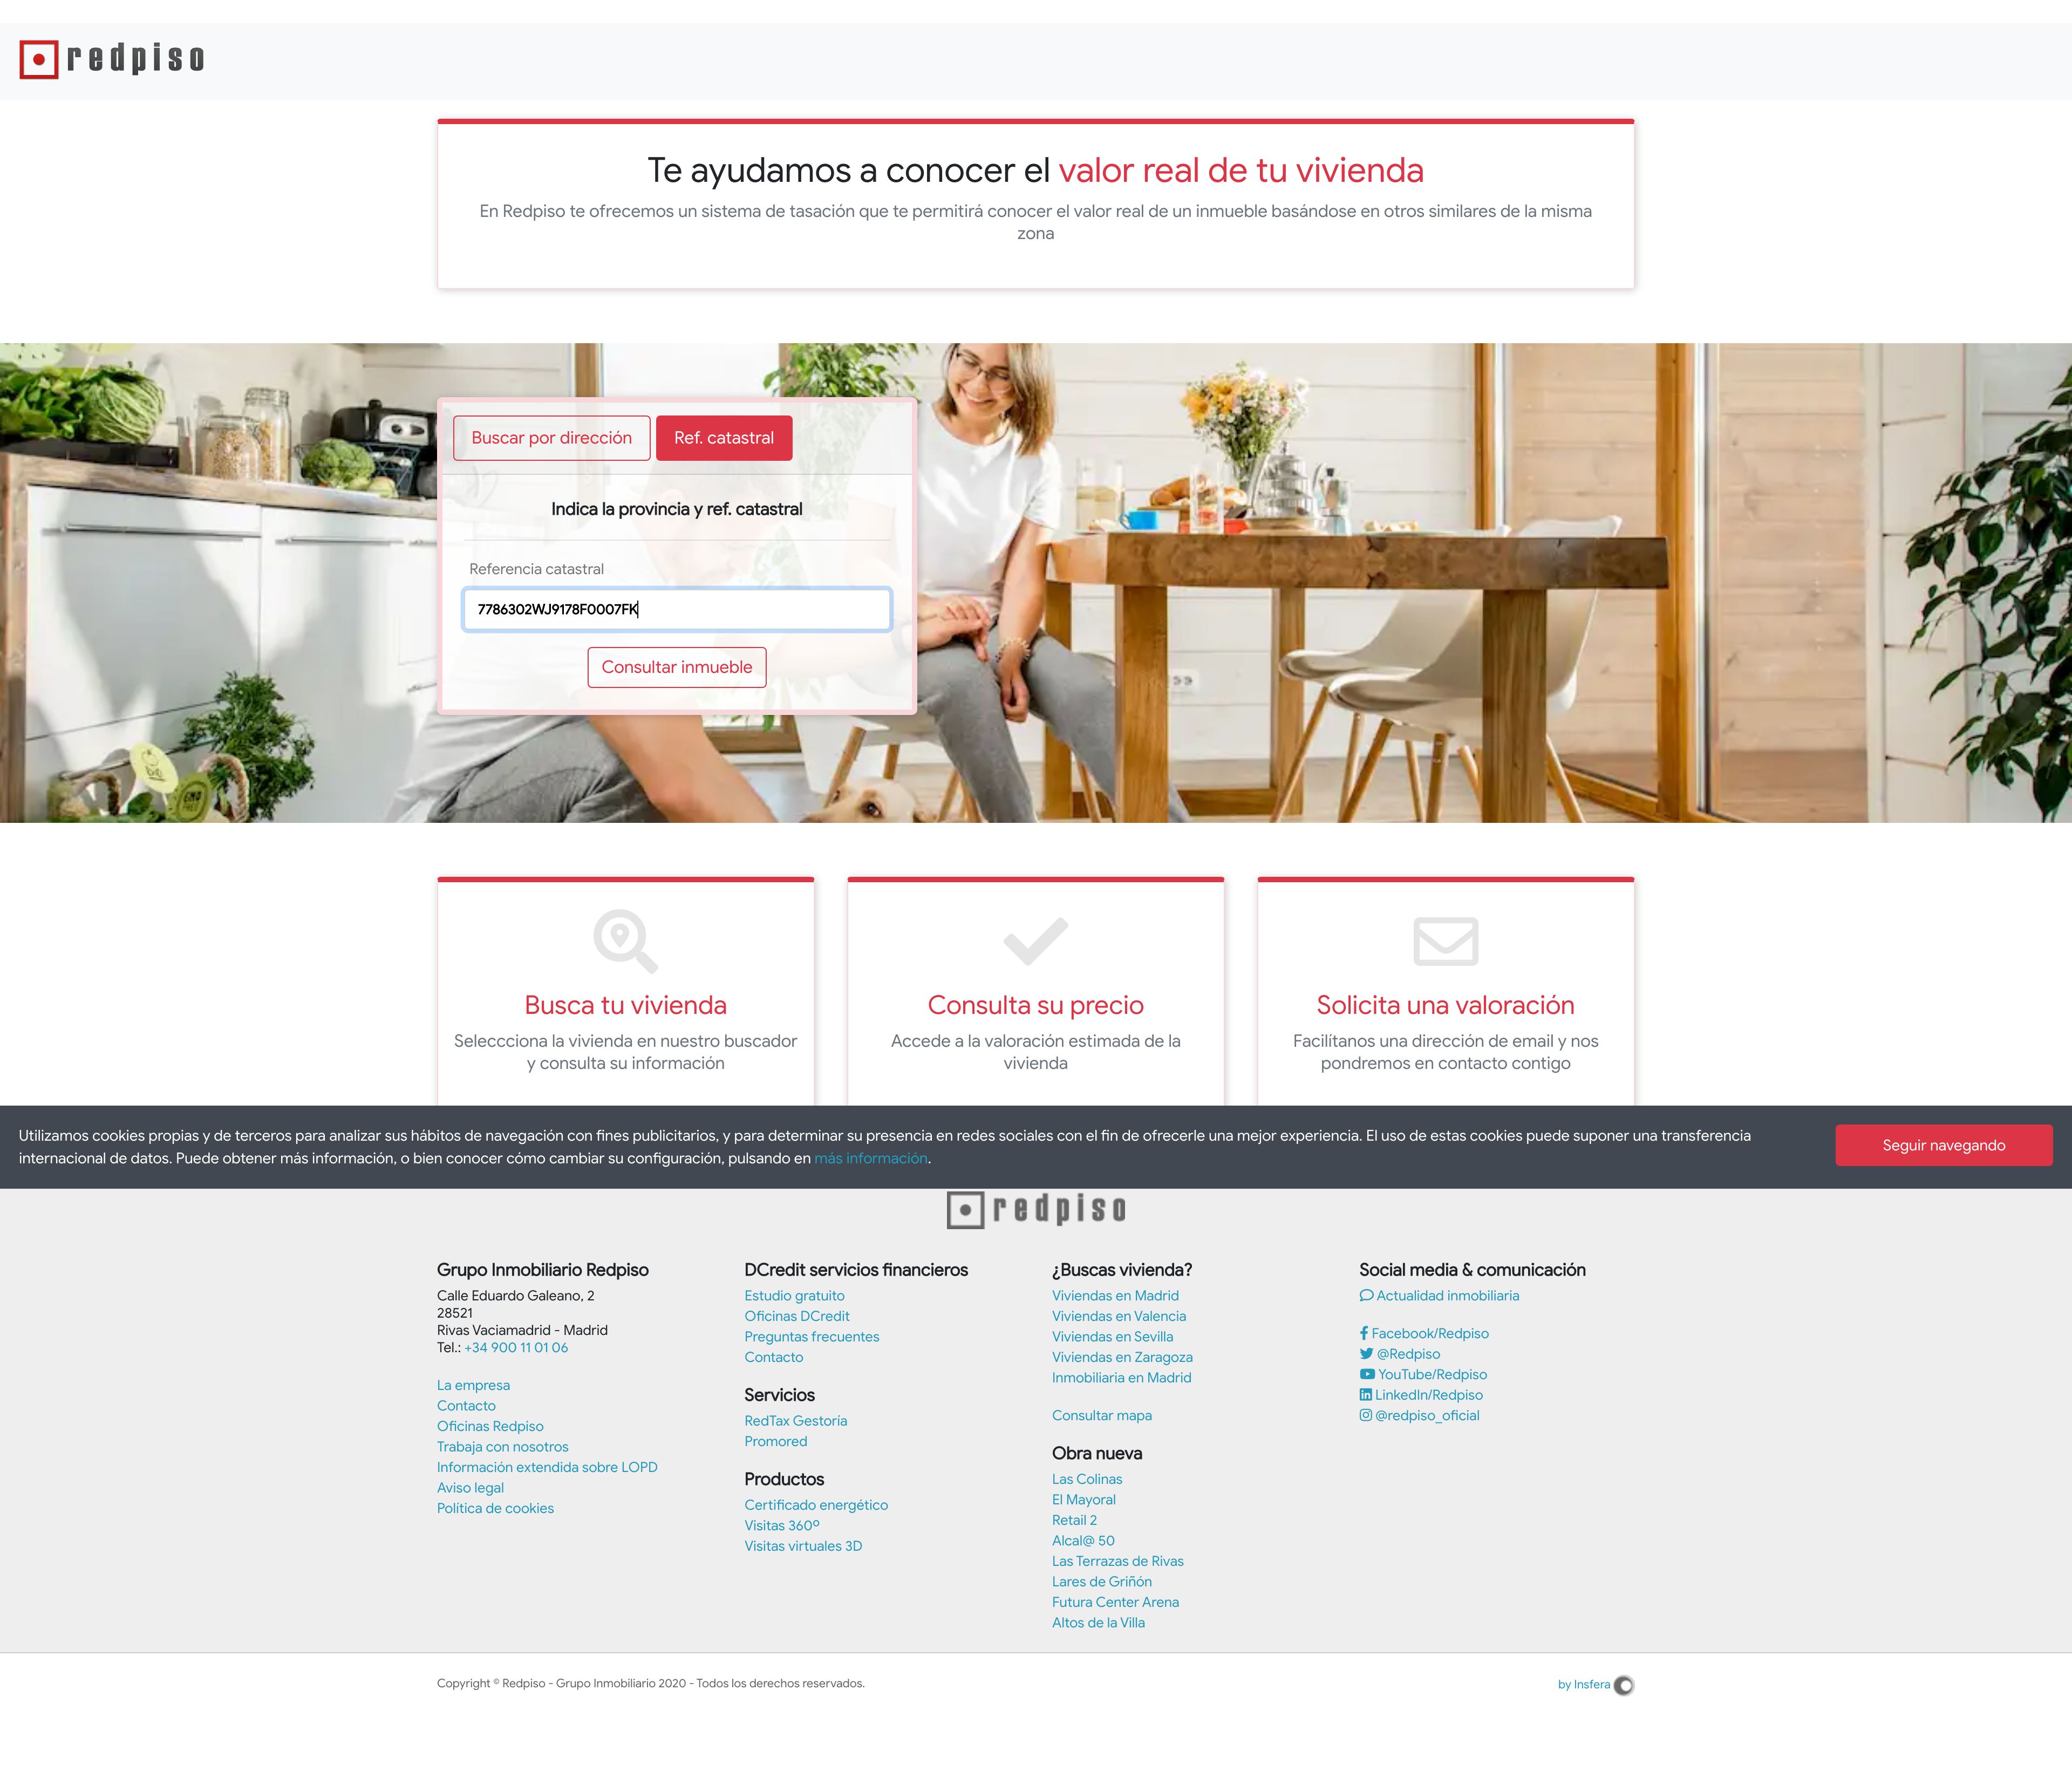 redpiso
Te ayudamos a conocer el valor real de tu vivienda
En Redpiso te ofrecemos un sistema de tasación que te permitirá conocer el valor real de un inmueble basándose en otros similares de la misma
zona
Buscar por dirección
Ref. catastral
Indica la provincia y ref. catastral
Referencia catastral
7786302WJ9178F0007FK
Consultar inmueble
Busca tu vivienda
Seleccciona la vivienda en nuestro buscador
y consulta su información
Consulta su precio
Accede a la valoración estimada de la
vivienda
Solicita una valoración
Facilítanos una dirección de email y nos
pondremos en contacto contigo
Utilizamos cookies propias y de terceros para analizar sus hábitos de navegación con fines publicitarios, y para determinar su presencia en redes sociales con el fin de ofrecerle una mejor experiencia. El uso de estas cookies puede suponer una transferencia
internacional de datos. Puede obtener más información, o bien conocer cómo cambiar su configuración, pulsando en más información.
Seguir navegando
redpiso
Grupo Inmobiliario Redpiso
Calle Eduardo Galeano, 2
28521
Rivas Vaciamadrid - Madrid
Tel.: +34 900 11 01 06
La empresa
Contacto
Oficinas Redpiso
Trabaja con nosotros
Información extendida sobre LOPD
Aviso legal
Política de cookies
DCredit servicios financieros
Estudio gratuito
Oficinas DCredit
Preguntas frecuentes
Contacto
Servicios
RedTax Gestoría
Promored
Productos
Certificado energético
Visitas 360º
Visitas virtuales 3D
¿Buscas vivienda?
Viviendas en Madrid
Viviendas en Valencia
Viviendas en Sevilla
Viviendas en Zaragoza
Inmobiliaria en Madrid
Consultar mapa
Obra nueva
Las Colinas
El Mayoral
Retail 2
Alcal@ 50
Las Terrazas de Rivas
Lares de Griñón
Futura Center Arena
Altos de la Villa
Social media & comunicación
Actualidad inmobiliaria
Facebook/Redpiso
@Redpiso
YouTube/Redpiso
LinkedIn/Redpiso
@redpiso_oficial
Copyright © Redpiso - Grupo Inmobiliario 2020 - Todos los derechos reservados.
by Insfera